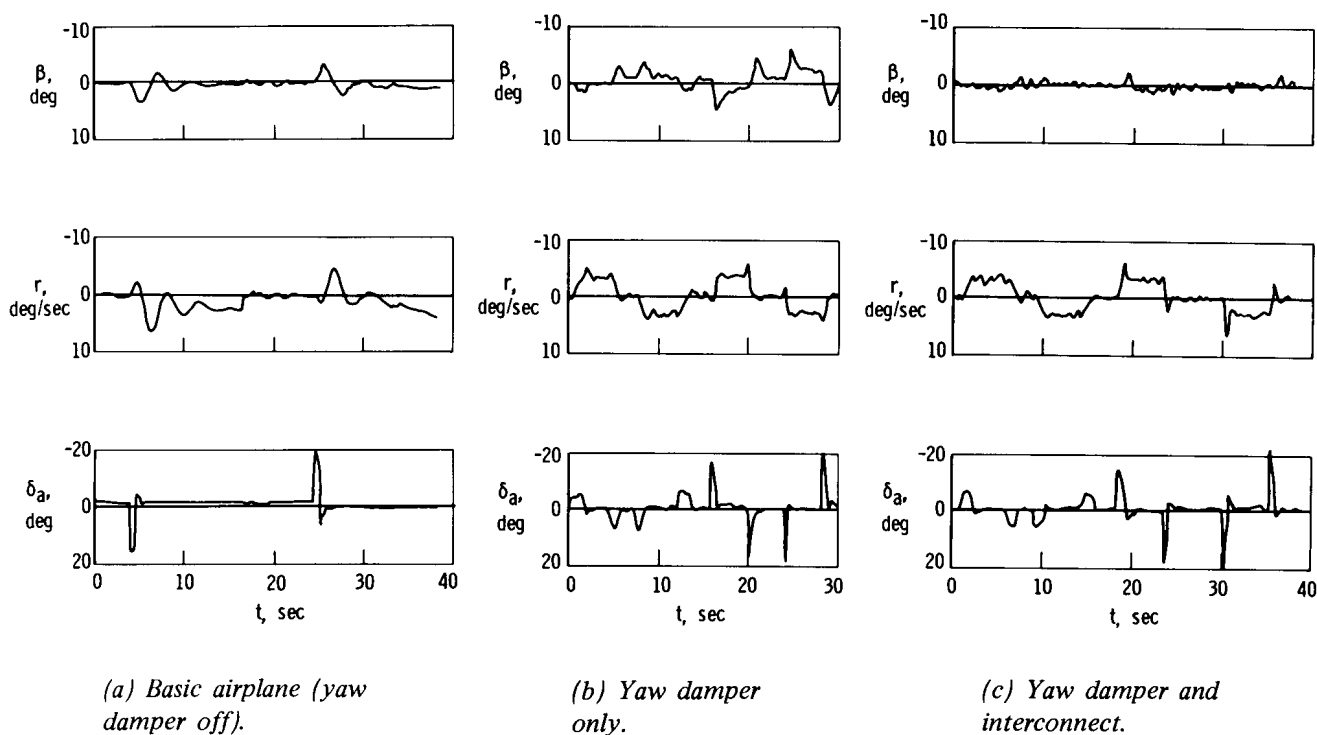 -10
β,
deg
0
10
-10
r,
deg/sec
0
10
-20
δa,
deg
0
20
0 10 20 30 40
t, sec
(a) Basic airplane (yaw
damper off).
-10
β,
deg
0
10
-10
r,
deg/sec
0
10
-20
δa,
deg
0
20
0 10 20 30
t, sec
(b) Yaw damper
only.
-10
β,
deg
0
10
-10
r,
deg/sec
0
10
-20
δa,
deg
0
20
0 10 20 30 40
t, sec
(c) Yaw damper and
interconnect.